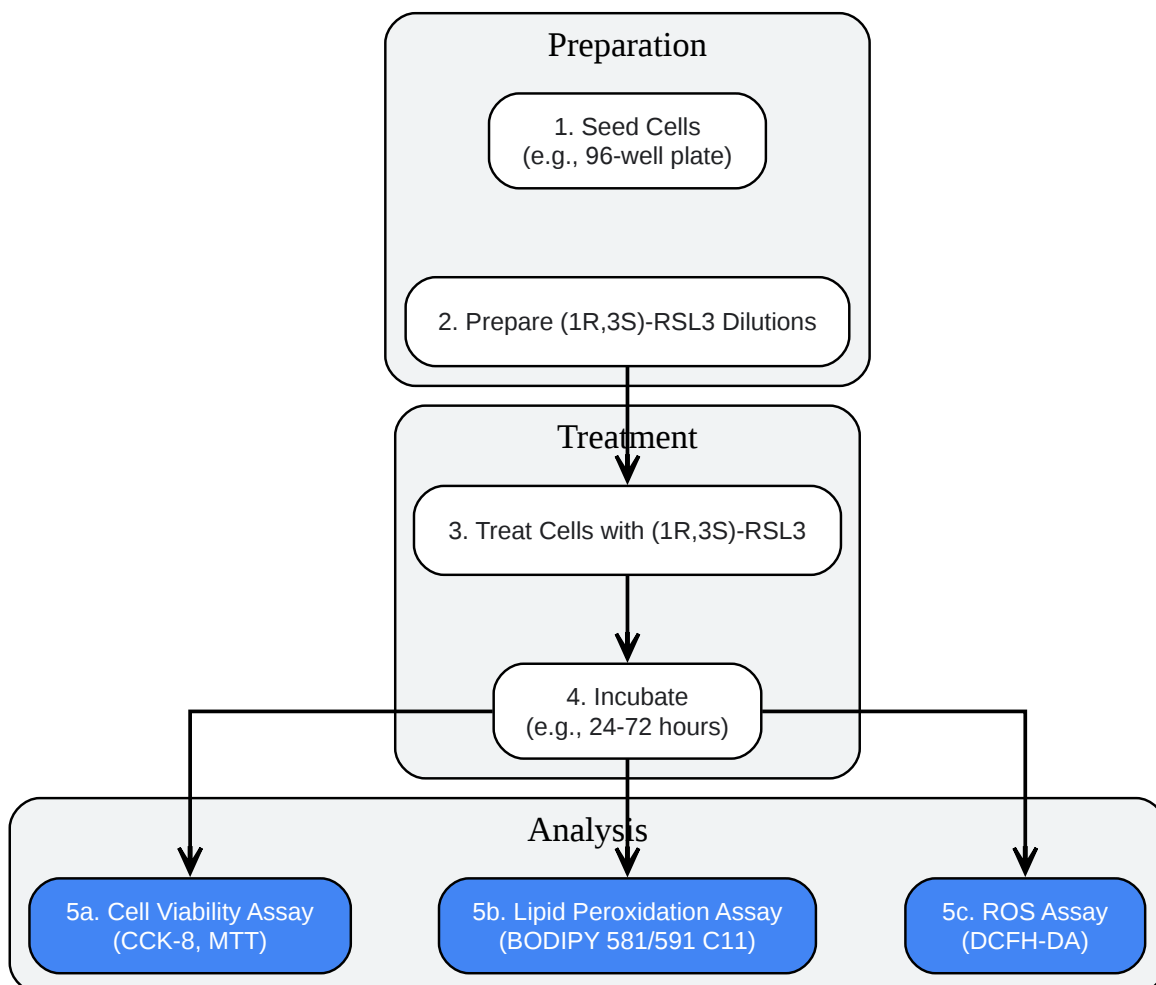 Preparation
1. Seed Cells
(e.g., 96-well plate)
2. Prepare (1R,3S)-RSL3 Dilutions
Treatment
3. Treat Cells with (1R,3S)-RSL3
4. Incubate
(e.g., 24-72 hours)
Analysis
5a. Cell Viability Assay
(CCK-8, MTT)
5b. Lipid Peroxidation Assay
(BODIPY 581/591 C11)
5c. ROS Assay
(DCFH-DA)